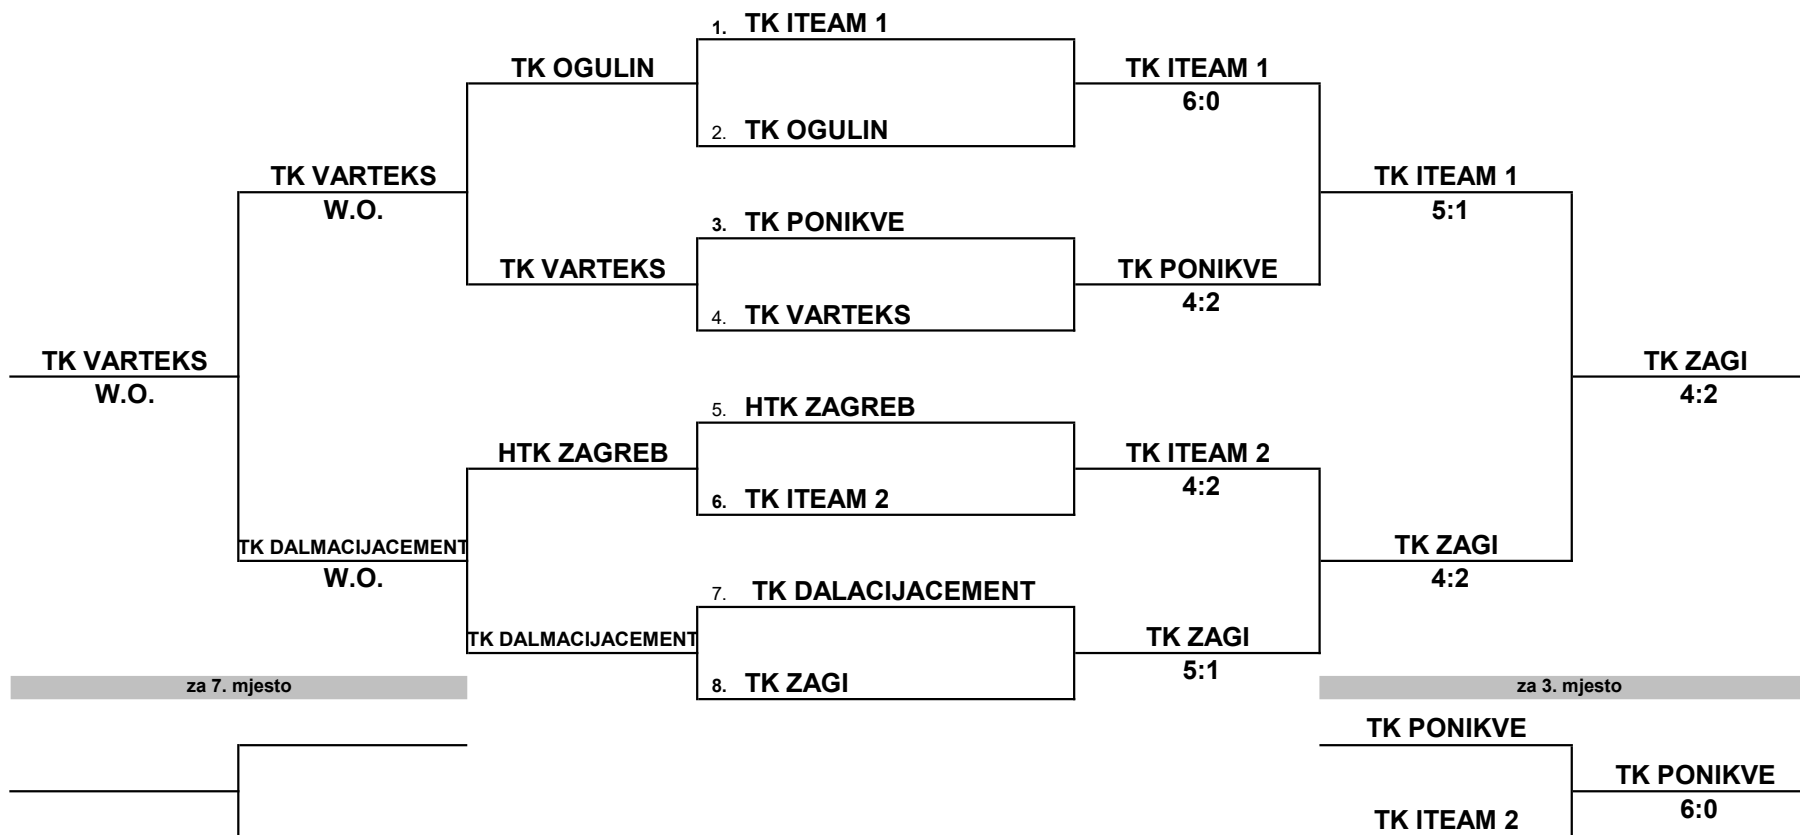 1. TK ITEAM 1
TK OGULIN
TK ITEAM 1
6:0
2. TK OGULIN
TK VARTEKS
W.O.
TK ITEAM 1
5:1
3. TK PONIKVE
TK VARTEKS
TK PONIKVE
4:2
4. TK VARTEKS
TK VARTEKS
W.O.
TK ZAGI
4:2
5. HTK ZAGREB
HTK ZAGREB
TK ITEAM 2
4:2
6. TK ITEAM 2
TK DALMACIJACEMENT
W.O.
TK ZAGI
4:2
7. TK DALACIJACEMENT
TK DALMACIJACEMENT
TK ZAGI
5:1
8. TK ZAGI
za 7. mjesto
za 3. mjesto
TK PONIKVE
TK PONIKVE
6:0
TK ITEAM 2